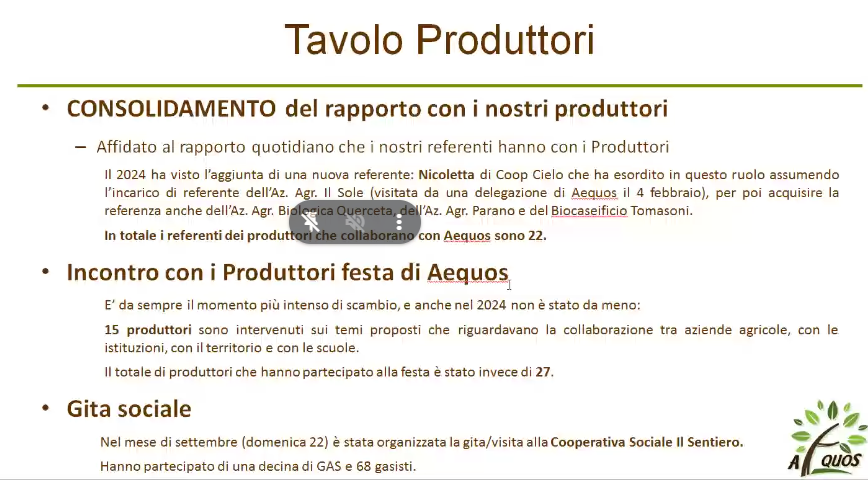 Tavolo Produttori
• CONSOLIDAMENTO del rapporto con i nostri produttori
– Affidato al rapporto quotidiano che i nostri referenti hanno con i Produttori
Il 2024 ha visto l'aggiunta di una nuova referente: Nicoletta di Coop Cielo che ha esordito in questo ruolo assumendo
l'incarico di referente dell'Az. Agr. Il Sole (visitata da una delegazione di Aequos il 4 febbraio), per poi acquisire la
referenza anche dell'Az. Agr. Biologica Querceta, dell'Az. Agr. Parano e del Biocaseificio Tomasoni.
In totale i referenti dei produttori che collaborano con Aequos sono 22.
• Incontro con i Produttori festa di Aequos
E' da sempre il momento più intenso di scambio, e anche nel 2024 non è stato da meno:
15 produttori sono intervenuti sui temi proposti che riguardavano la collaborazione tra aziende agricole, con le
istituzioni, con il territorio e con le scuole.
Il totale di produttori che hanno partecipato alla festa è stato invece di 27.
• Gita sociale
Nel mese di settembre (domenica 22) è stata organizzata la gita/visita alla Cooperativa Sociale Il Sentiero.
Hanno partecipato di una decina di GAS e 68 gasisti.
AEQUOS